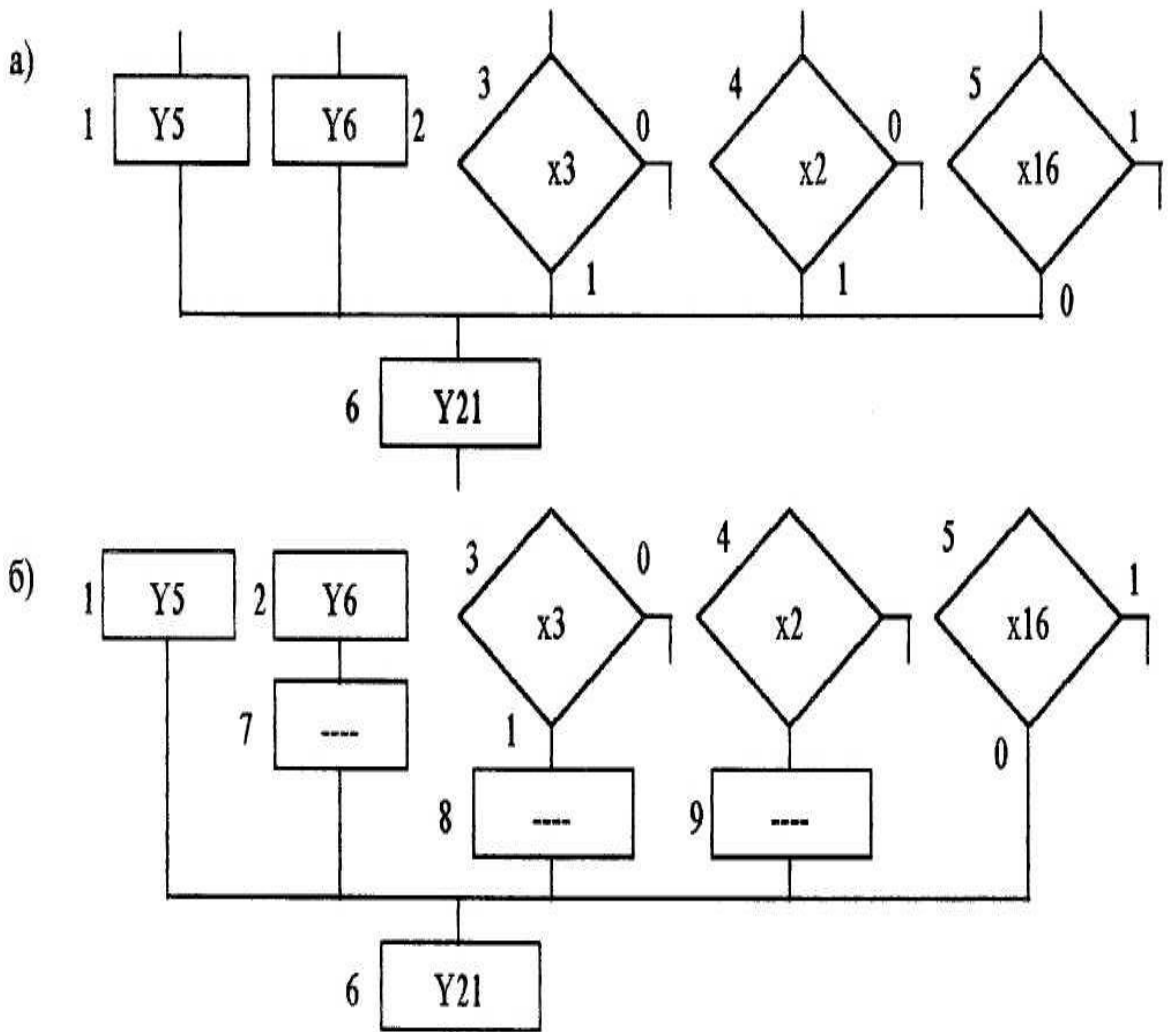 а)
1 Y5 Y6 2 3 x3 0 1 4 x2 0 1 5 x16 1 0
6 Y21
б)
1 Y5 2 Y6 3 x3 0 1 4 x2 5 x16 1 0
7 ---- 8 ---- 9 ----
6 Y21